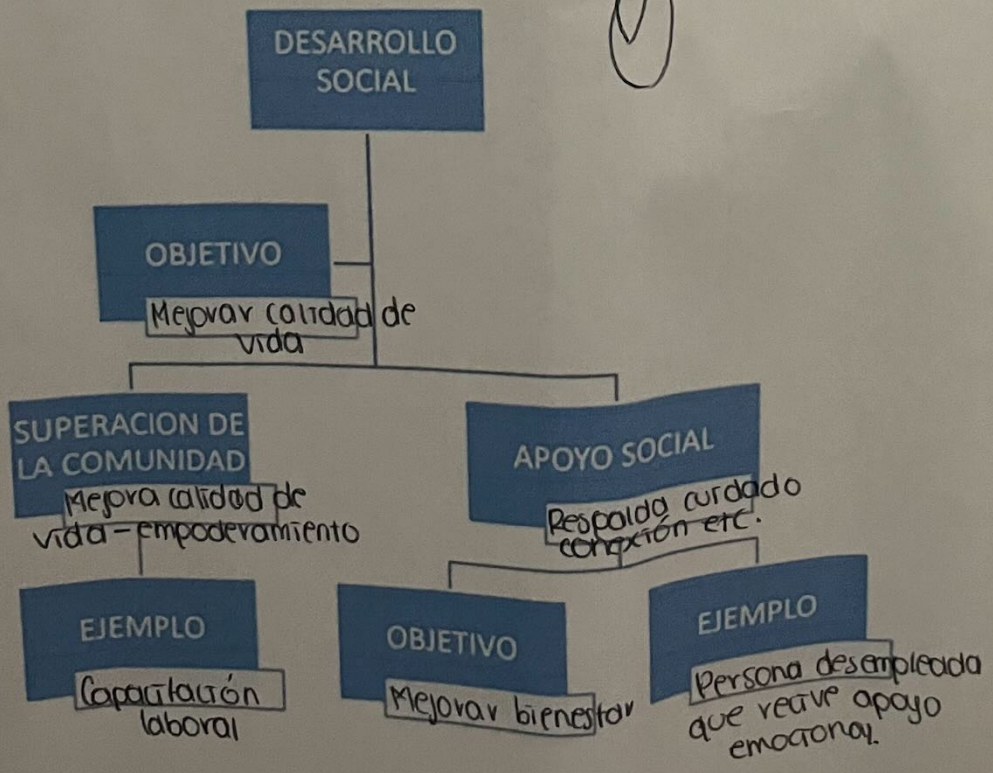 DESARROLLO
SOCIAL
OBJETIVO
Mejorar calidad de
vida
SUPERACION DE
LA COMUNIDAD
Mejora calidad de
vida-empoderamiento
APOYO SOCIAL
Respalda cuidado
conexión etc.
EJEMPLO
Capacitación
laboral
OBJETIVO
Mejorar bienestar
EJEMPLO
Persona desempleada
que recive apoyo
emocional.